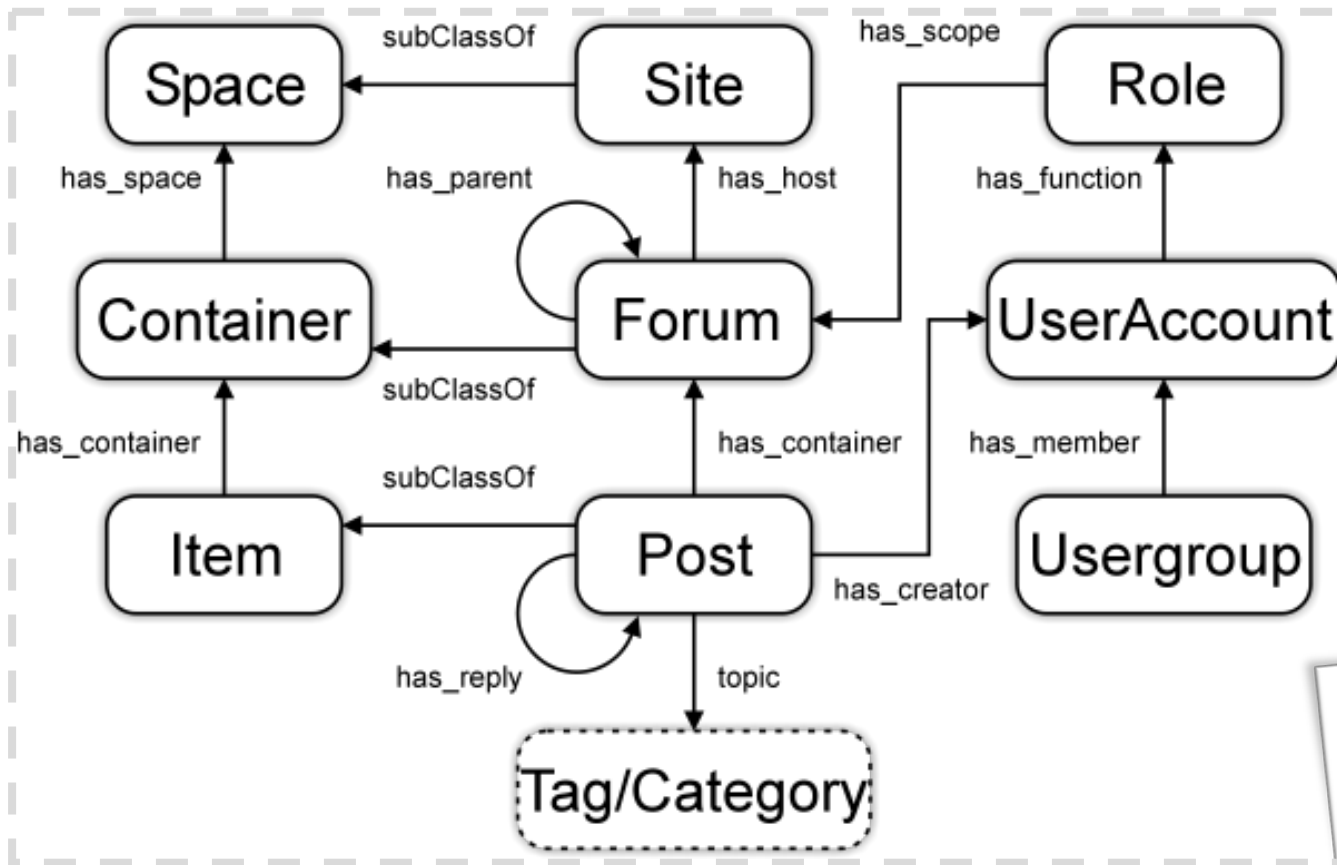 subClassOf
has_scope
Space
Site
Role
has_space
has_parent
has_host
has_function
Container
Forum
UserAccount
subClassOf
has_container
has_container
has_member
subClassOf
Item
Post
Usergroup
has_creator
has_reply
topic
Tag/Category